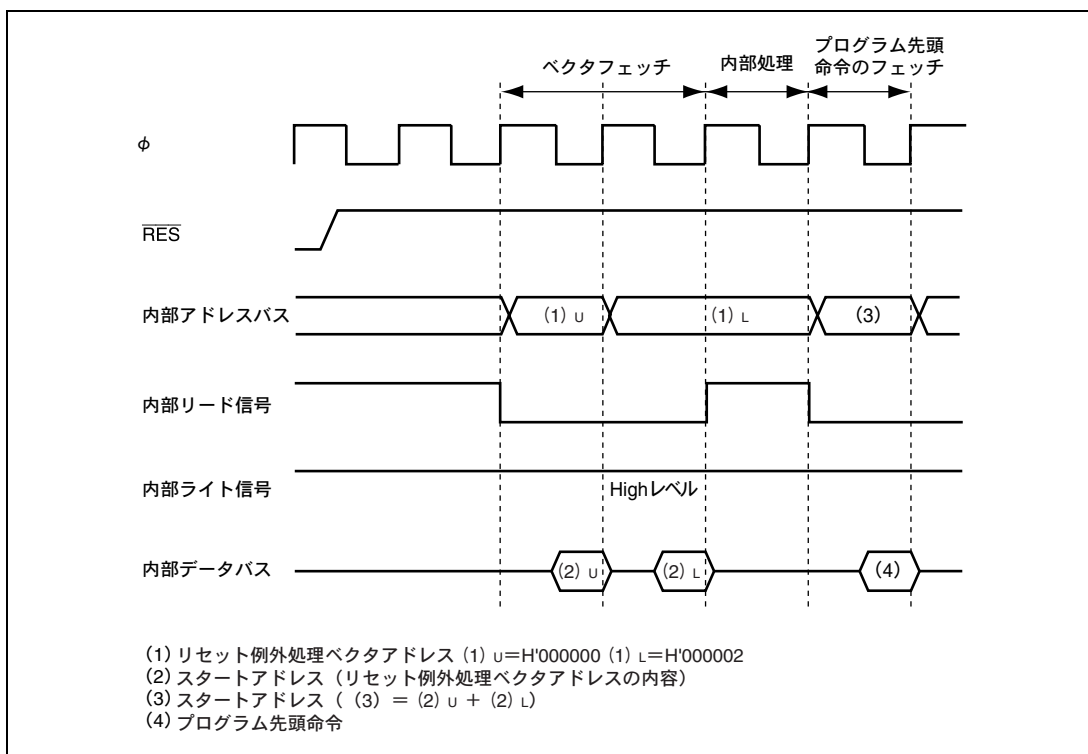 プログラム先頭
ベクタフェッチ 内部処理 命令のフェッチ
φ
RES
内部アドレスバス (1) U (1) L (3)
内部リード信号
内部ライト信号 Highレベル
内部データバス (2) U (2) L (4)
(1) リセット例外処理ベクタアドレス (1) U=H'000000 (1) L=H'000002
(2) スタートアドレス（リセット例外処理ベクタアドレスの内容）
(3) スタートアドレス（ (3) ＝ (2) U ＋ (2) L）
(4) プログラム先頭命令